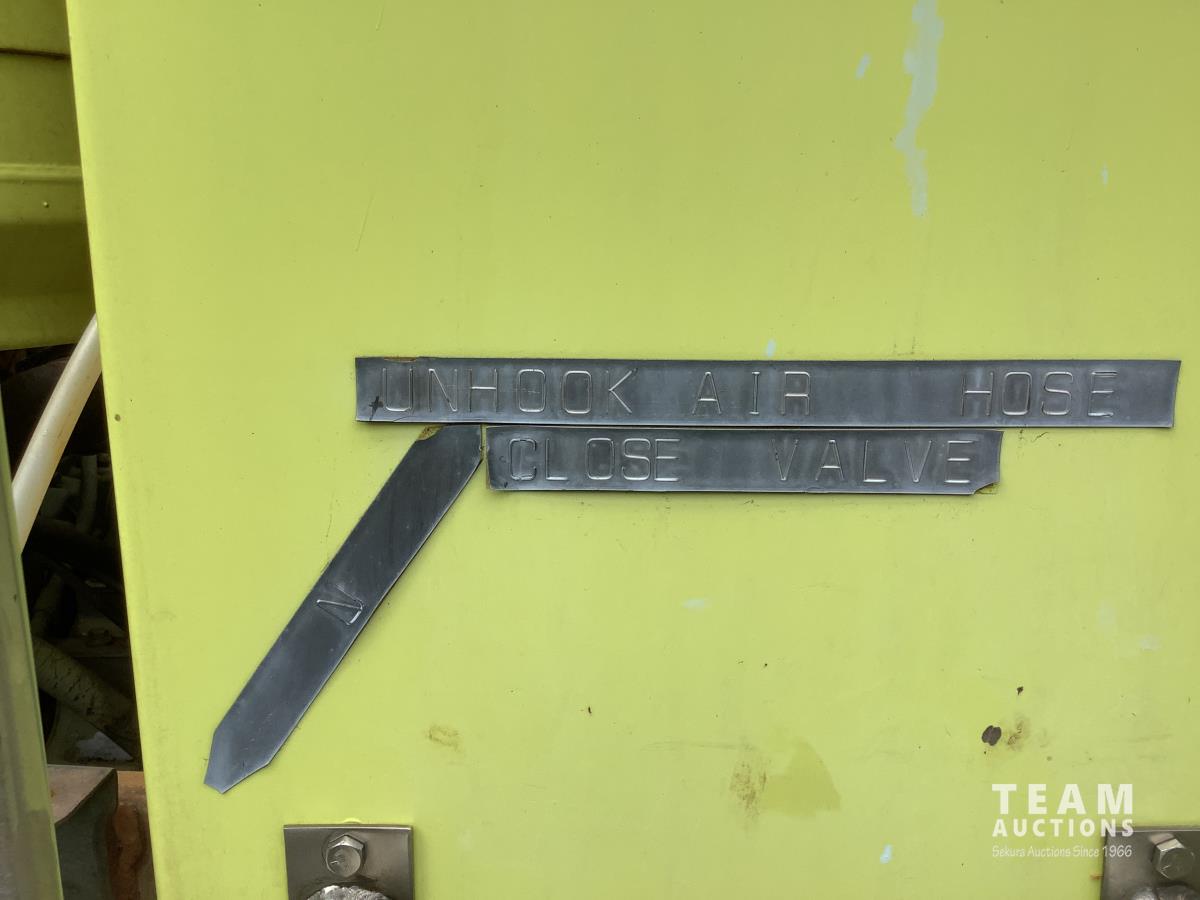 UNHOOK AIR HOSE
CLOSE VALVE
N
TEAM
AUCTIONS
Sekura Auctions Since 1966